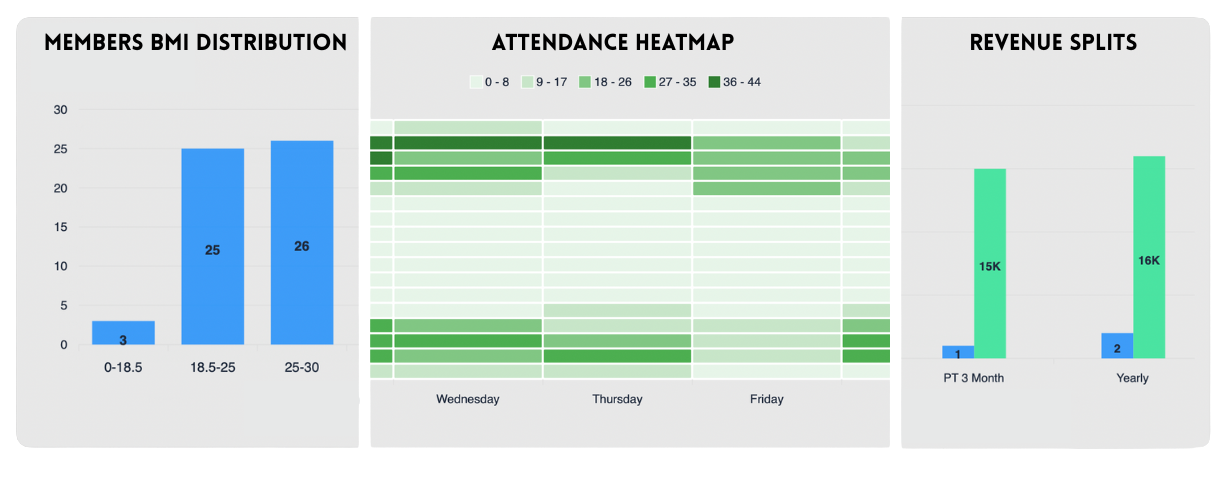 MEMBERS BMI DISTRIBUTION
30
25
20
15
10
5
0
3
25
26
0-18.5
18.5-25
25-30
ATTENDANCE HEATMAP
0 - 8
9 - 17
18 - 26
27 - 35
36 - 44
Wednesday
Thursday
Friday
REVENUE SPLITS
15K
16K
1
2
PT 3 Month
Yearly